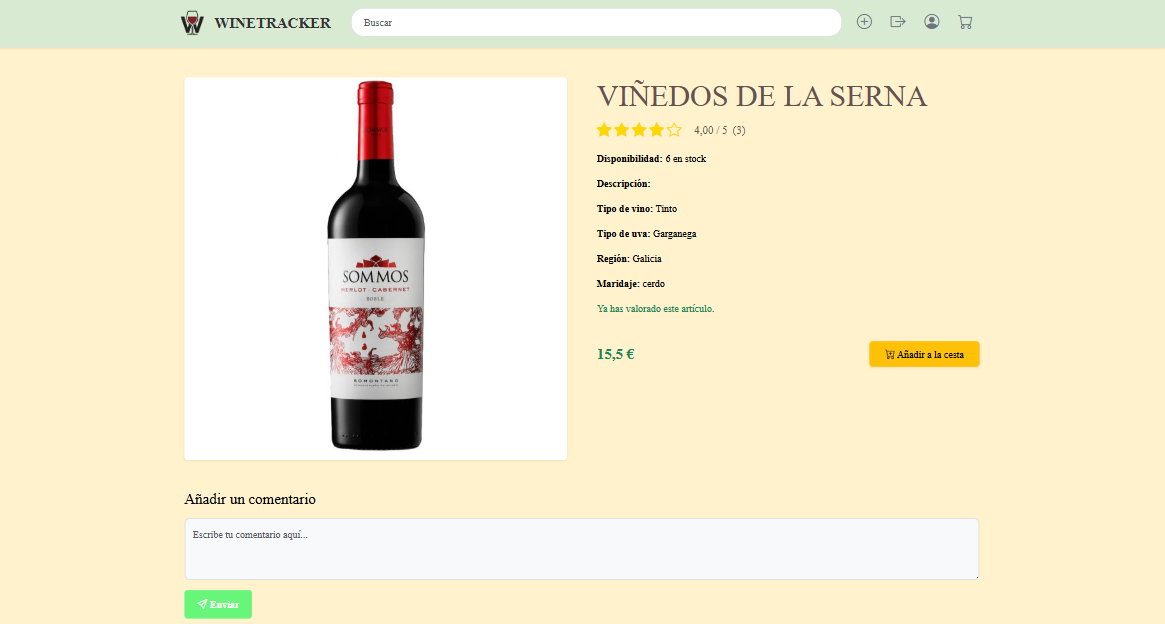 WINETRACKER
Buscar
VIÑEDOS DE LA SERNA
4,00 / 5 (3)
Disponibilidad: 6 en stock
Descripción:
Tipo de vino: Tinto
Tipo de uva: Garganega
Región: Galicia
Maridaje: cerdo
Ya has valorado este artículo.
15,5 €
Añadir a la cesta
SOMMOS
MERLOT - CABERNET
ROBLE
SOMONTANO
Añadir un comentario
Escribe tu comentario aquí...
Enviar